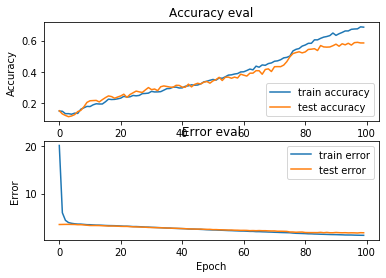 Accuracy eval
Accuracy
0.6
0.4
0.2
train accuracy
test accuracy
0 20 40 60 80 100
Error eval
Error
20
10
train error
test error
0 20 40 60 80 100
Epoch